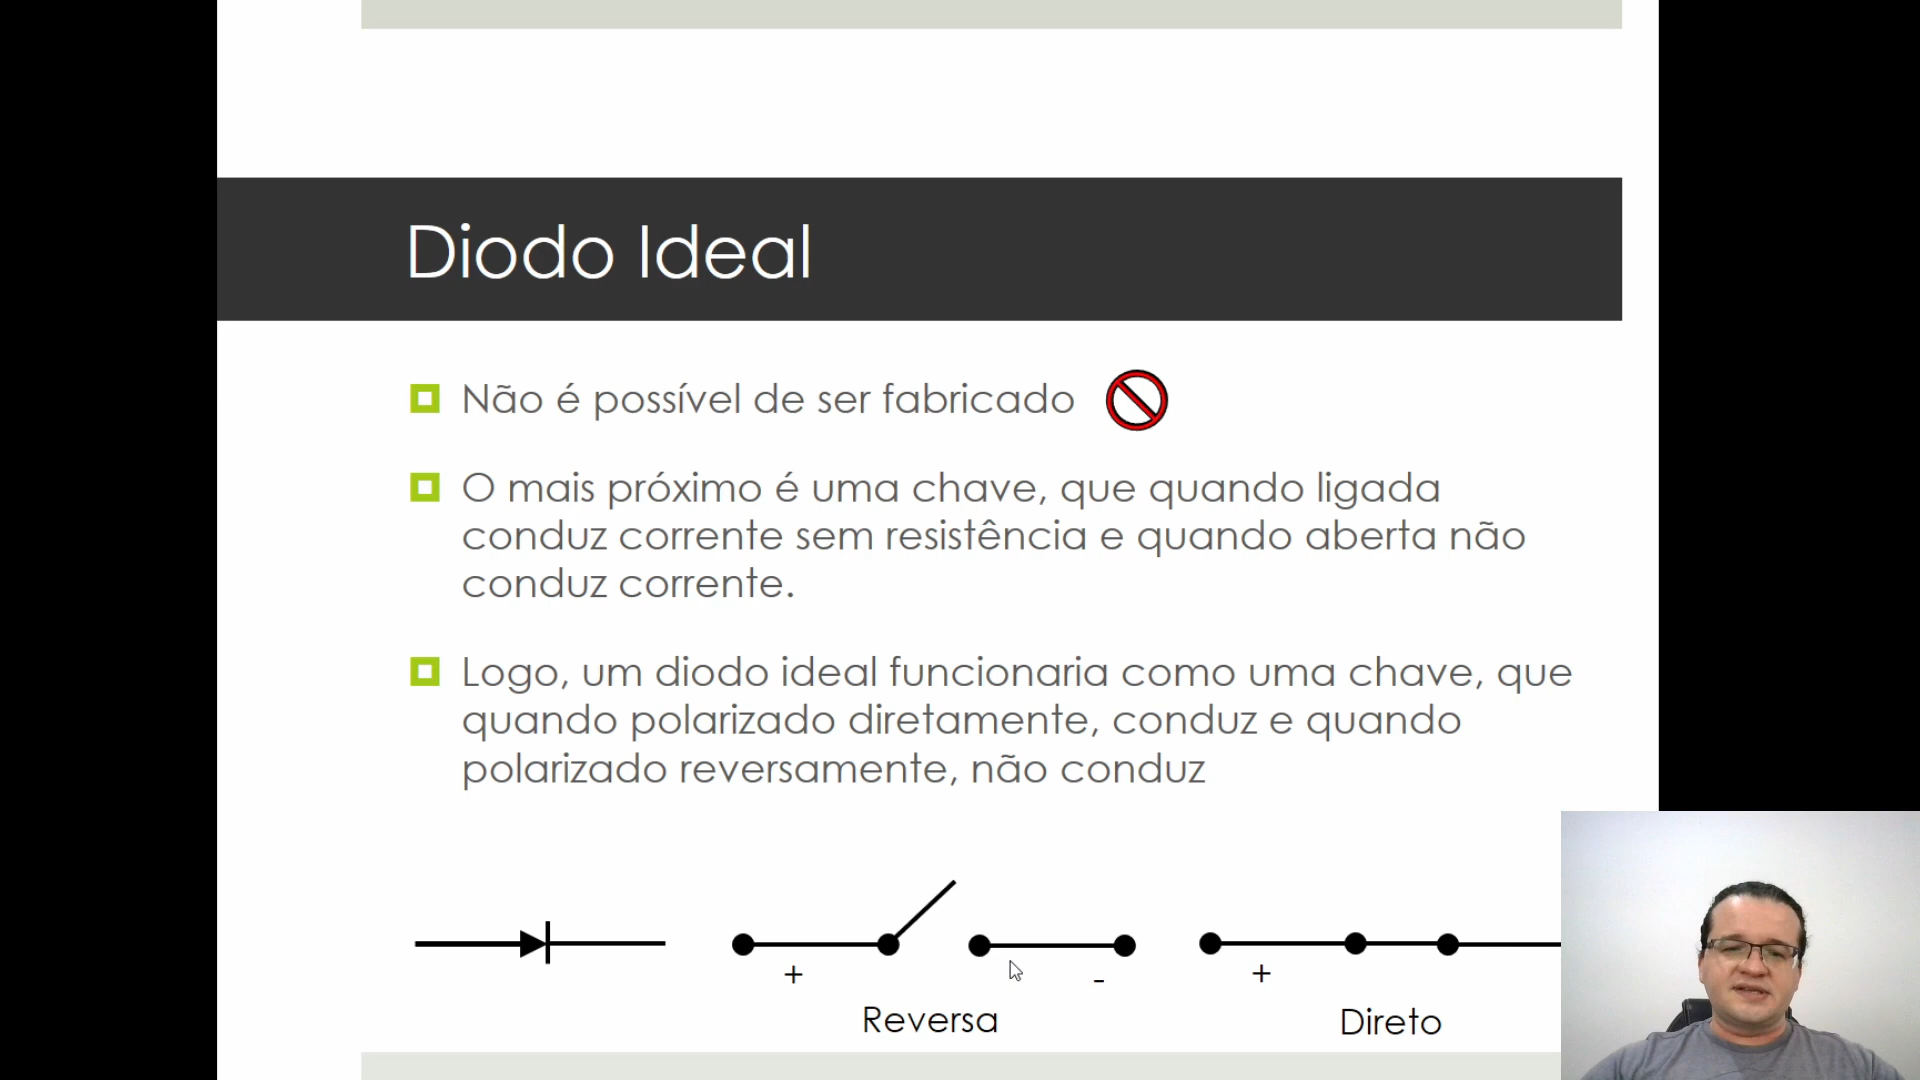 Diodo Ideal
Não é possível de ser fabricado
O mais próximo é uma chave, que quando ligada
conduz corrente sem resistência e quando aberta não
conduz corrente.
Logo, um diodo ideal funcionaria como uma chave, que
quando polarizado diretamente, conduz e quando
polarizado reversamente, não conduz
+ - +
Reversa Direto